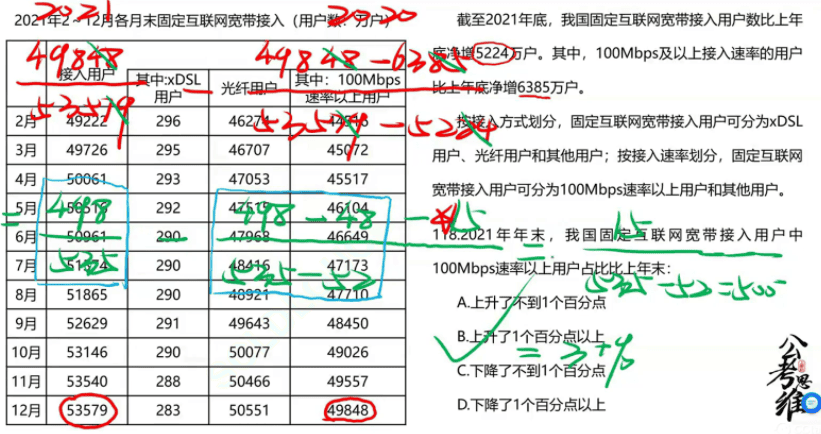 2021年2~12月各月末固定互联网宽带接入(用户数:万户)
2021
2020
接入用户
其中:xDSL用户
光纤用户
其中:100Mbps速率以上用户
49848
49848-6385
53579
53579-5224
2月 49222 296 46274
3月 49726 295 46707 45072
4月 50061 293 47053 45517
5月 292 47515 46104
6月 50961 290 47968 46649
7月 290 48416 47173
8月 51865 290 48921 47710
9月 52629 291 49643 48450
10月 53146 290 50077 49026
11月 53540 288 50466 49557
12月 53579 283 50551 49848
= 498 - 498-48-15 = 15
535 535-52 535-52=500
= 3+%
截至2021年底,我国固定互联网宽带接入用户数比上年
底净增5224万户。其中,100Mbps及以上接入速率的用户
比上年底净增6385万户。
按接入方式划分,固定互联网宽带接入用户可分为xDSL
用户、光纤用户和其他用户;按接入速率划分,固定互联网
宽带接入用户可分为100Mbps速率以上用户和其他用户。
118.2021年年末,我国固定互联网宽带接入用户中
100Mbps速率以上用户占比比上年末:
A.上升了不到1个百分点
B.上升了1个百分点以上
C.下降了不到1个百分点
D.下降了1个百分点以上
公考思维